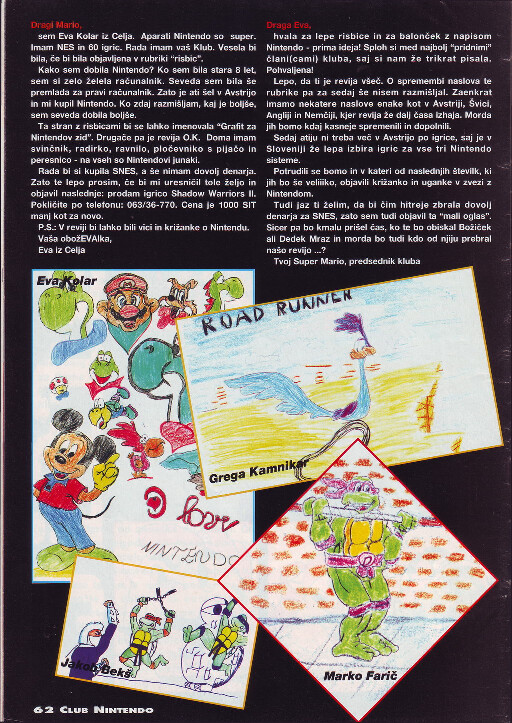 Dragi Mario,
sem Eva Kolar iz Celja. Aparati Nintendo so super.
Imam NES in 60 igric. Rada imam vaš Klub. Vesela bi
bila, če bi bila objavljena v rubriki "risbic".
Kako sem dobila Nintendo? Ko sem bila stara 8 let,
sem si zelo želela računalnik. Seveda sem bila še
premlada za pravi računalnik. Zato je ati šel v Avstrijo
in mi kupil Nintendo. Ko zdaj razmišljam, kaj je boljše,
sem seveda dobila boljše.
Ta stran z risbicami bi se lahko imenovala "Grafit za
Nintendov zid". Drugače pa je revija O.K. Doma imam
svinčnik, radirko, ravnilo, pločevinko s pijačo in
peresnico - na vseh so Nintendovi junaki.
Rada bi si kupila SNES, a še nimam dovolj denarja.
Zato te lepo prosim, če bi mi uresničil tole željo in
objavil naslednje: prodam igrico Shadow Warriors II.
Pokličite po telefonu: 063/36-770. Cena je 1000 SIT
manj kot za novo.
P.S.: V reviji bi lahko bili vici in križanke o Nintendu.
Vaša obožEVAlka,
Eva iz Celja
Draga Eva,
hvala za lepe risbice in za balonček z napisom
Nintendo - prima ideja! Sploh si med najbolj "pridnimi"
člani(cami) kluba, saj si nam že trikrat pisala.
Pohvaljena!
Lepo, da ti je revija všeč. O spremembi naslova te
rubrike pa za sedaj še nisem razmišljal. Zaenkrat
imamo nekatere naslove enake kot v Avstriji, Švici,
Angliji in Nemčiji, kjer revija že dalj časa izhaja. Morda
jih bomo kdaj kasneje spremenili in dopolnili.
Sedaj atiju ni treba več v Avstrijo po igrice, saj je v
Sloveniji že lepa izbira igric za vse tri Nintendo
sisteme.
Potrudili se bomo in v kateri od naslednjih številk, ki
jih bo še veliiiko, objavili križanko in uganke v zvezi z
Nintendom.
Tudi jaz ti želim, da bi čim hitreje zbrala dovolj
denarja za SNES, zato sem tudi objavil ta "mali oglas".
Sicer pa bo kmalu prišel čas, ko te bo obiskal Božiček
ali Dedek Mraz in morda bo tudi kdo od njiju prebral
našo revijo ...?
Tvoj Super Mario, predsednik kluba
Eva Kolar
ROAD RUNNER
Grega Kamnikar
I love
NINTENDO
Jakob Gekš
Marko Farič
62 CLUB NINTENDO